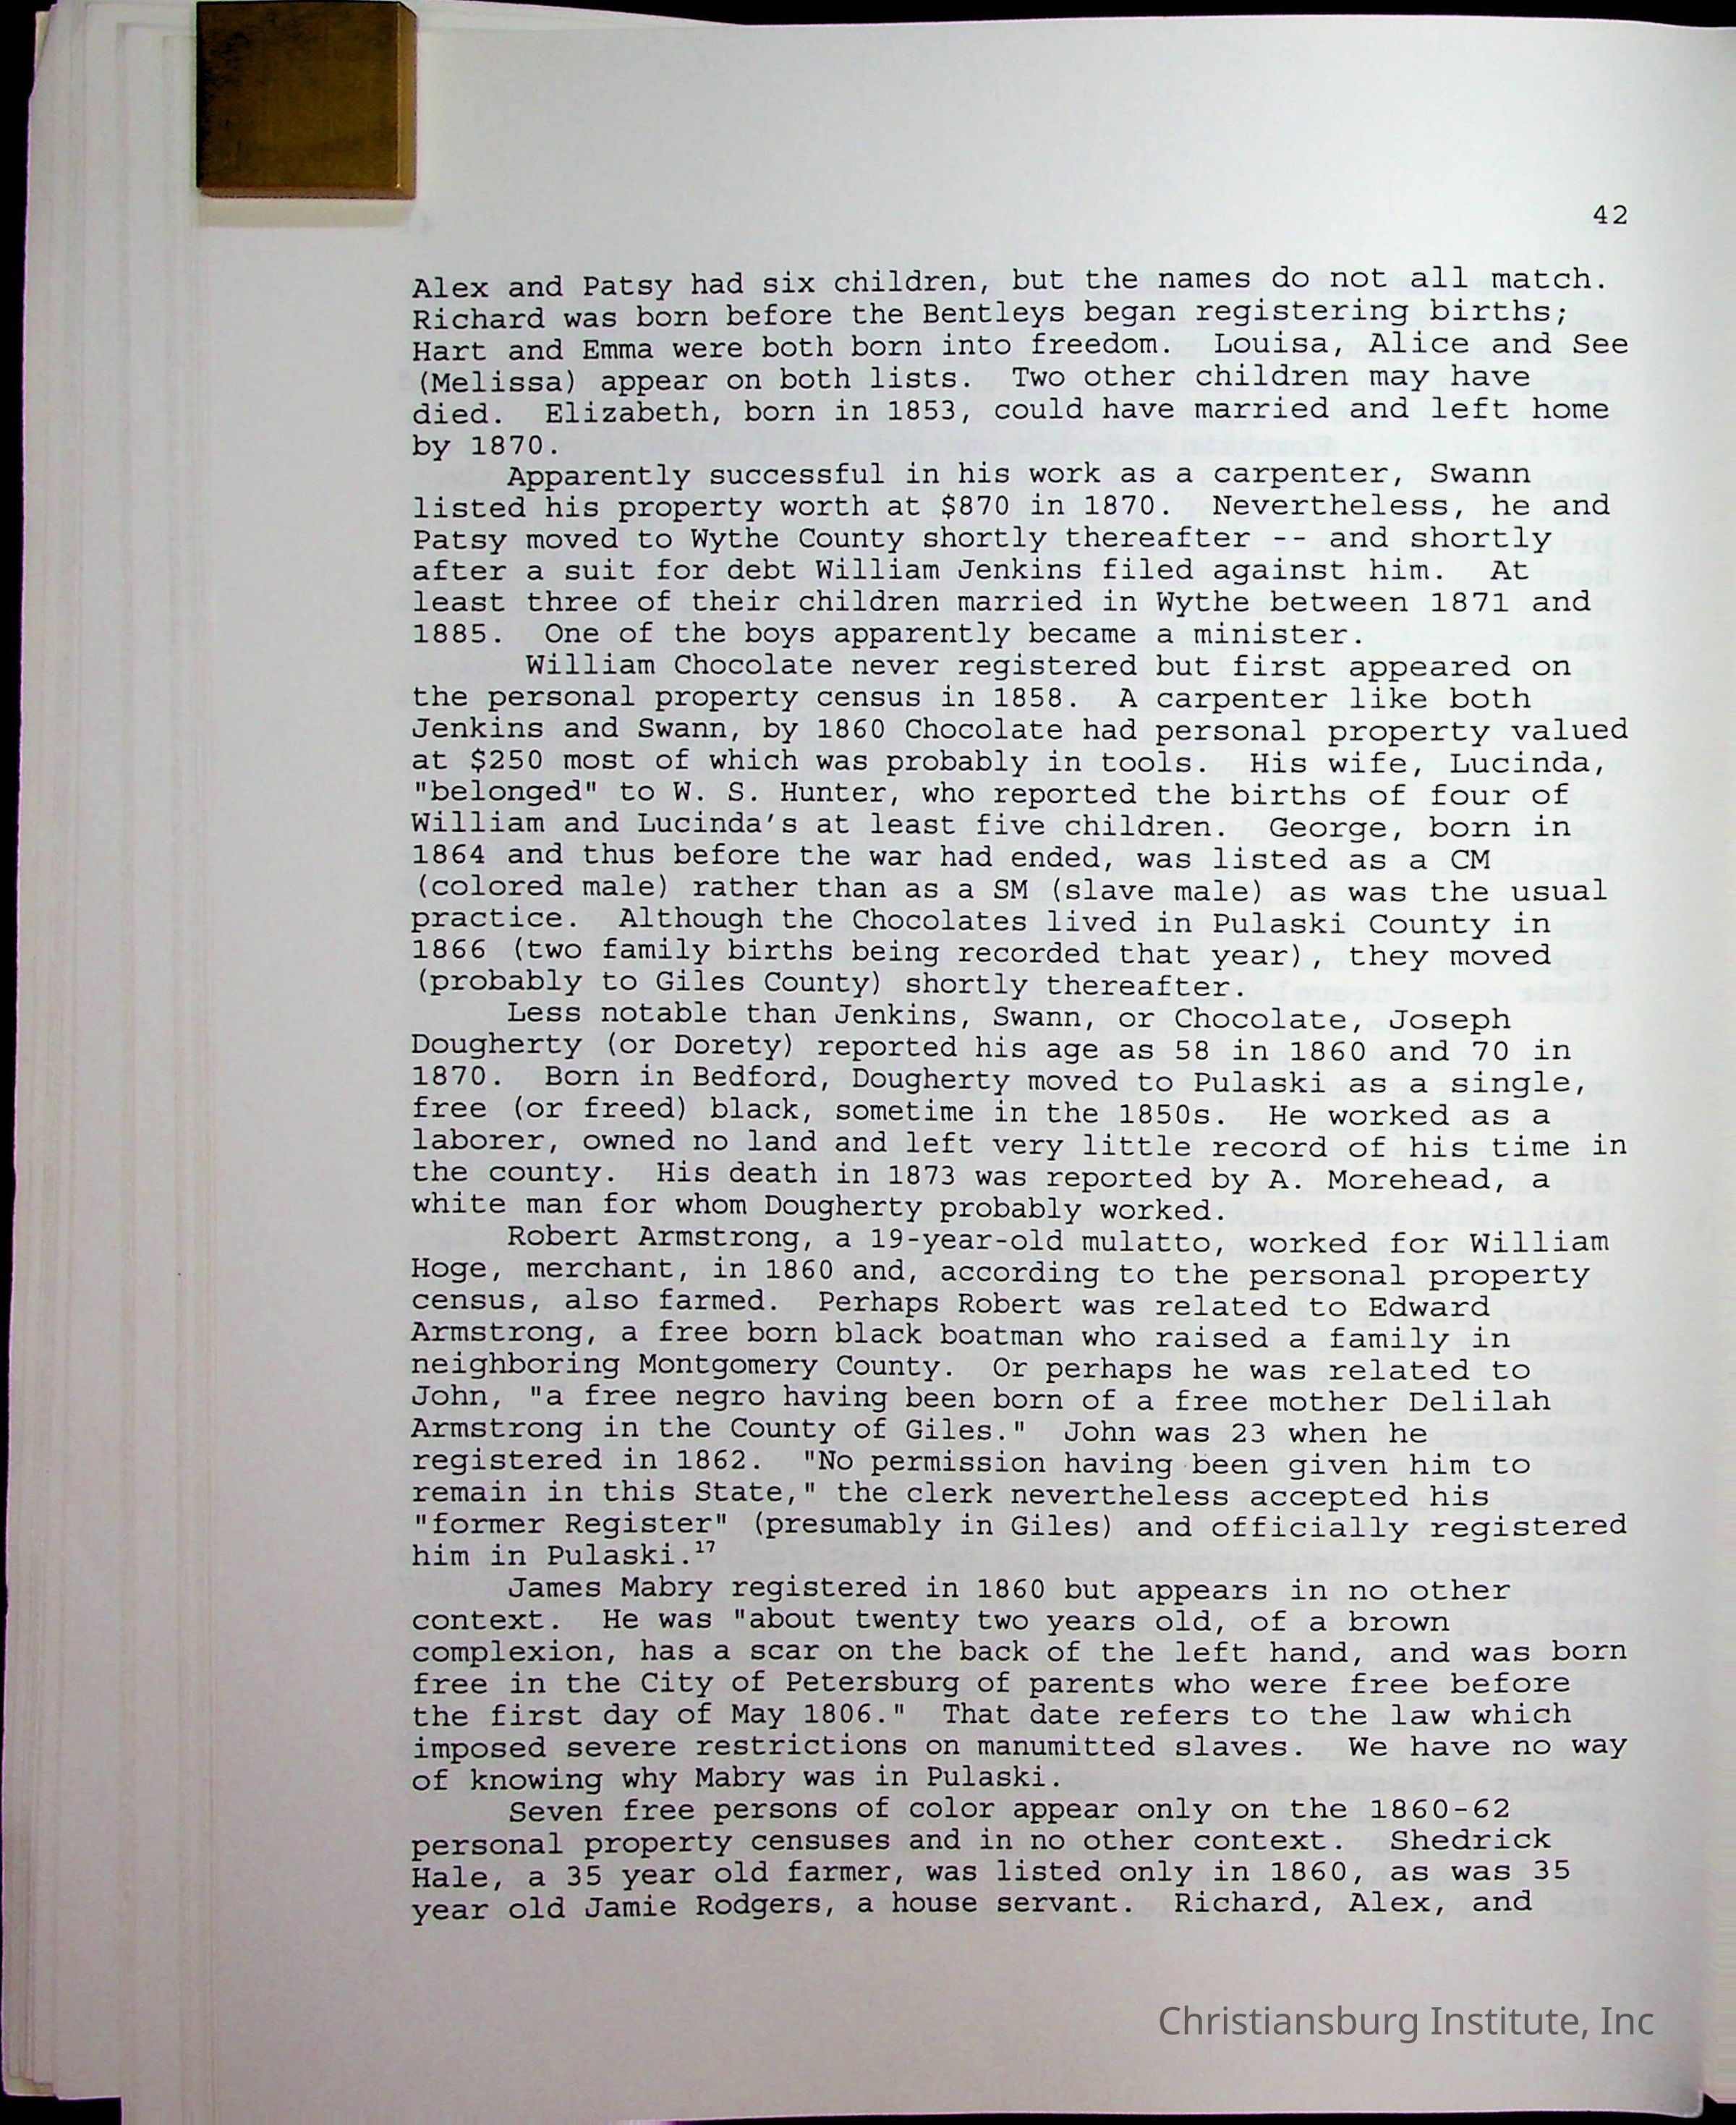 42
Alex and Patsy had six children, but the names do not all match.
Richard was born before the Bentleys began registering births;
Hart and Emma were both born into freedom.  Louisa, Alice and See
(Melissa) appear on both lists.  Two other children may have
died.  Elizabeth, born in 1853, could have married and left home
by 1870.
Apparently successful in his work as a carpenter, Swann
listed his property worth at $870 in 1870.  Nevertheless, he and
Patsy moved to Wythe County shortly thereafter -- and shortly
after a suit for debt William Jenkins filed against him.  At
least three of their children married in Wythe between 1871 and
1885.  One of the boys apparently became a minister.
William Chocolate never registered but first appeared on
the personal property census in 1858.  A carpenter like both
Jenkins and Swann, by 1860 Chocolate had personal property valued
at $250 most of which was probably in tools.  His wife, Lucinda,
"belonged" to W. S. Hunter, who reported the births of four of
William and Lucinda's at least five children.  George, born in
1864 and thus before the war had ended, was listed as a CM
(colored male) rather than as a SM (slave male) as was the usual
practice.  Although the Chocolates lived in Pulaski County in
1866 (two family births being recorded that year), they moved
(probably to Giles County) shortly thereafter.
Less notable than Jenkins, Swann, or Chocolate, Joseph
Dougherty (or Dorety) reported his age as 58 in 1860 and 70 in
1870.  Born in Bedford, Dougherty moved to Pulaski as a single,
free (or freed) black, sometime in the 1850s.  He worked as a
laborer, owned no land and left very little record of his time in
the county.  His death in 1873 was reported by A. Morehead, a
white man for whom Dougherty probably worked.
Robert Armstrong, a 19-year-old mulatto, worked for William
Hoge, merchant, in 1860 and, according to the personal property
census, also farmed.  Perhaps Robert was related to Edward
Armstrong, a free born black boatman who raised a family in
neighboring Montgomery County.  Or perhaps he was related to
John, "a free negro having been born of a free mother Delilah
Armstrong in the County of Giles."  John was 23 when he
registered in 1862.  "No permission having been given him to
remain in this State," the clerk nevertheless accepted his
"former Register" (presumably in Giles) and officially registered
him in Pulaski.¹⁷
James Mabry registered in 1860 but appears in no other
context.  He was "about twenty two years old, of a brown
complexion, has a scar on the back of the left hand, and was born
free in the City of Petersburg of parents who were free before
the first day of May 1806."  That date refers to the law which
imposed severe restrictions on manumitted slaves.  We have no way
of knowing why Mabry was in Pulaski.
Seven free persons of color appear only on the 1860-62
personal property censuses and in no other context.  Shedrick
Hale, a 35 year old farmer, was listed only in 1860, as was 35
year old Jamie Rodgers, a house servant.  Richard, Alex, and
Christiansburg Institute, Inc